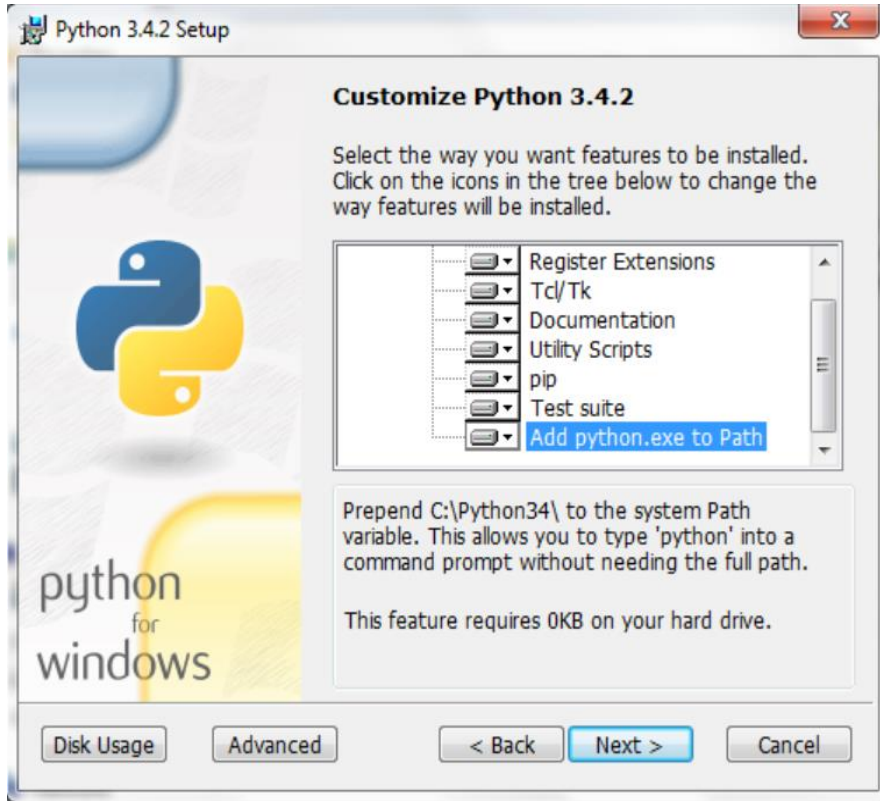 Python 3.4.2 Setup
x
Customize Python 3.4.2
Select the way you want features to be installed.
Click on the icons in the tree below to change the
way features will be installed.
Register Extensions
Tcl/Tk
Documentation
Utility Scripts
pip
Test suite
Add python.exe to Path
Prepend C:\Python34\ to the system Path
variable. This allows you to type 'python' into a
command prompt without needing the full path.
This feature requires 0KB on your hard drive.
python
for
windows
Disk Usage Advanced < Back Next > Cancel